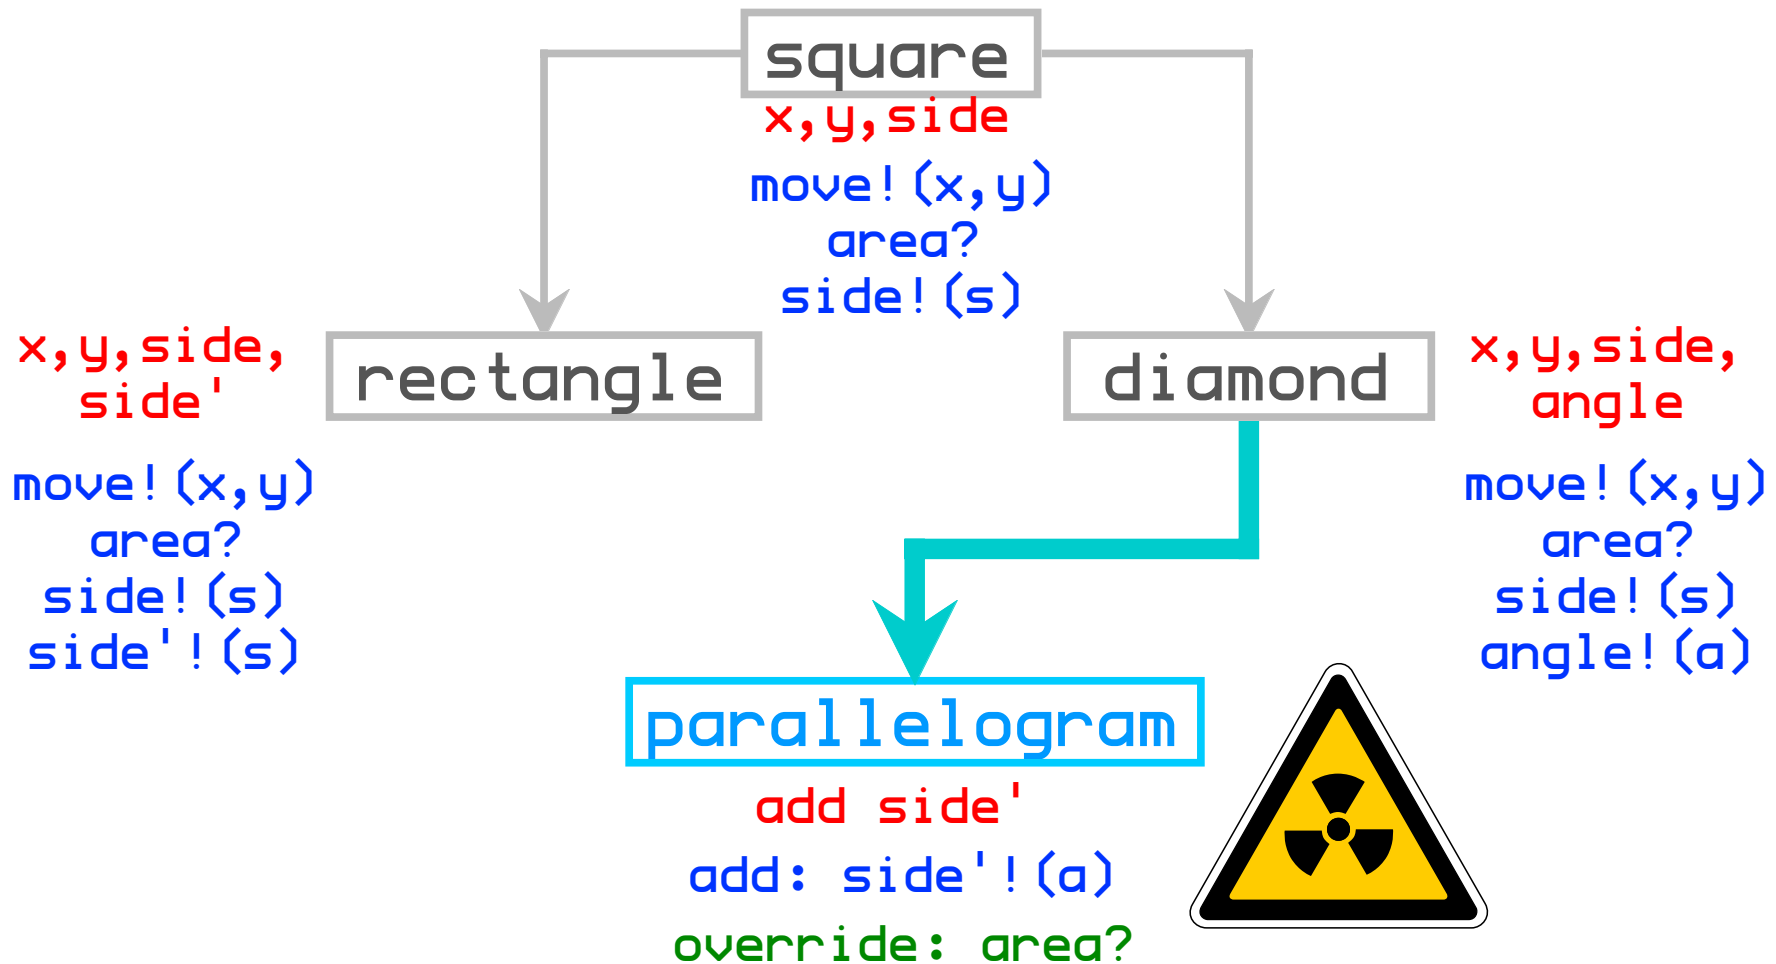 square
x,y,side
move!(x,y)
area?
side!(s)
rectangle
x,y,side,
side'
move!(x,y)
area?
side!(s)
side'!(s)
diamond
x,y,side,
angle
move!(x,y)
area?
side!(s)
angle!(a)
parallelogram
add side'
add: side'!(a)
override: area?